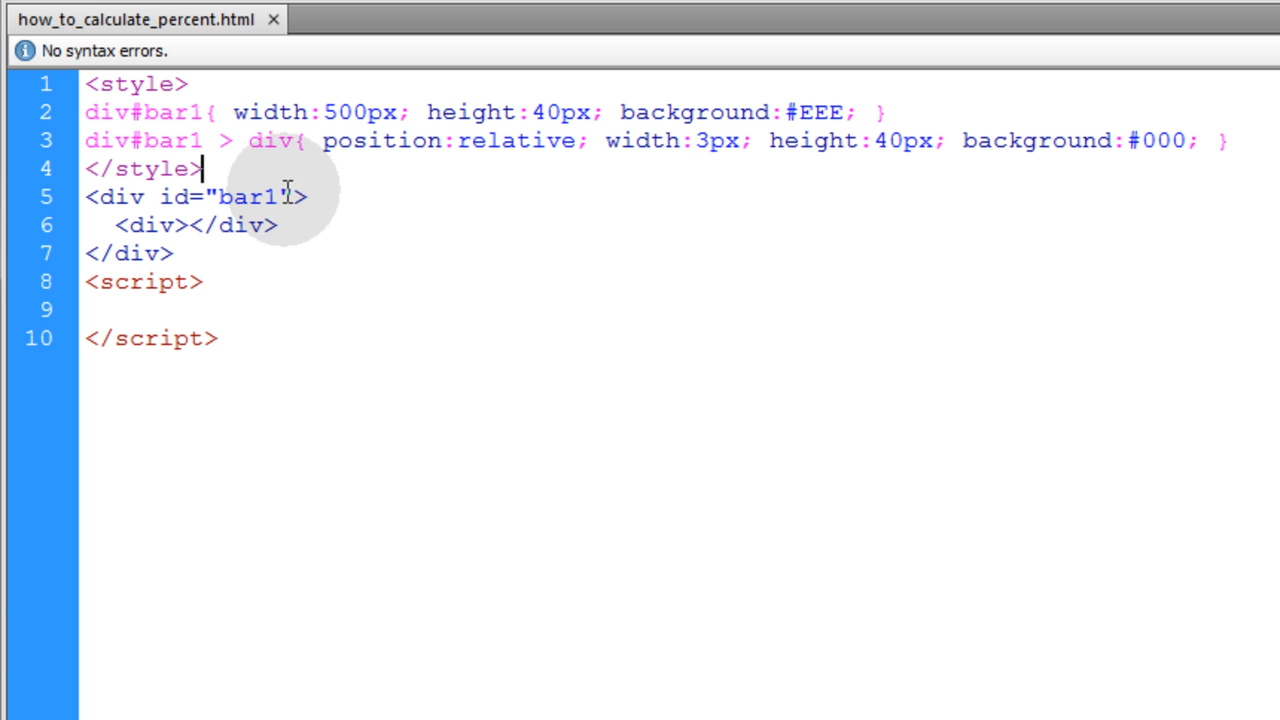 how_to_calculate_percent.html ×
No syntax errors.
1 <style>
2 div#bar1{ width:500px; height:40px; background:#EEE; }
3 div#bar1 > div{ position:relative; width:3px; height:40px; background:#000; }
4 </style>
5 <div id="bar1">
6   <div></div>
7 </div>
8 <script>
9
10 </script>